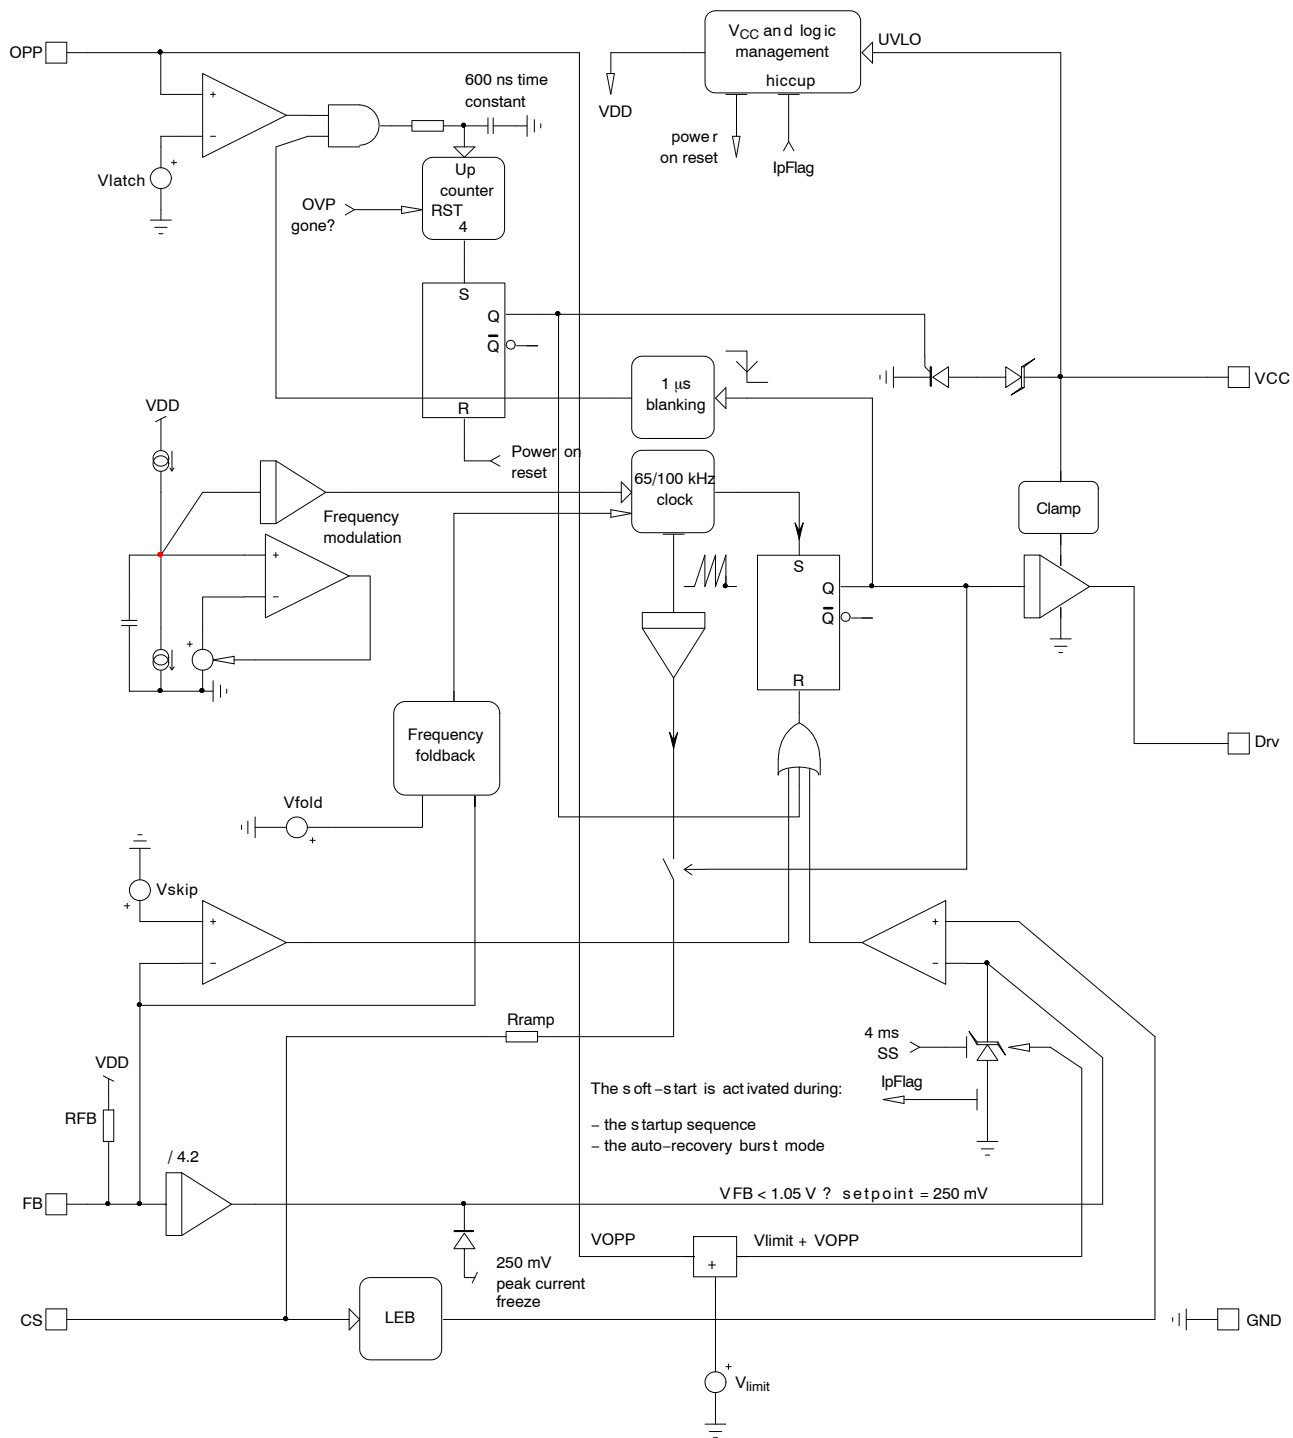 OPP
VCC and logic
management
hiccup
UVLO
VDD
power
on reset
IpFlag
600 ns time
constant
+
−
Vlatch
+
Up
counter
RST
4
OVP
gone?
S
Q
Q
R
Power on
reset
1 μs
blanking
VCC
VDD
65/100 kHz
clock
Clamp
Frequency
modulation
+
−
+
S
Q
Q
R
Frequency
foldback
Drv
Vfold
+
Vskip
+
+
−
+
−
Rramp
4 ms
SS
IpFlag
VDD
RFB
The soft−start is activated during:
− the startup sequence
− the auto−recovery burst mode
/ 4.2
FB
VFB < 1.05 V ? setpoint = 250 mV
VOPP
Vlimit + VOPP
+
250 mV
peak current
freeze
CS
LEB
GND
+
Vlimit